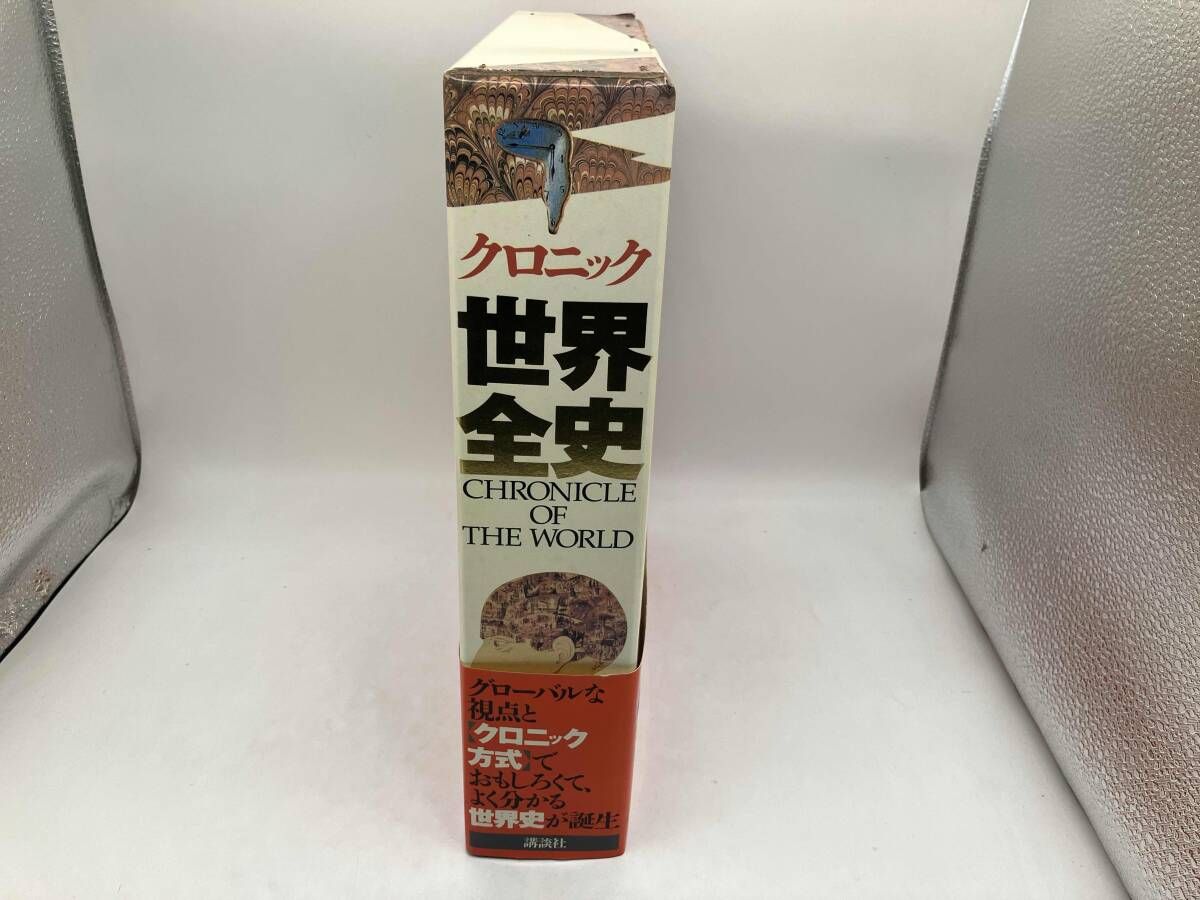 クロニック
世界
全史
CHRONICLE
OF
THE WORLD
グローバルな
視点と
【クロニック
方式】で
おもしろくて、
よく分かる
世界史が誕生
講談社